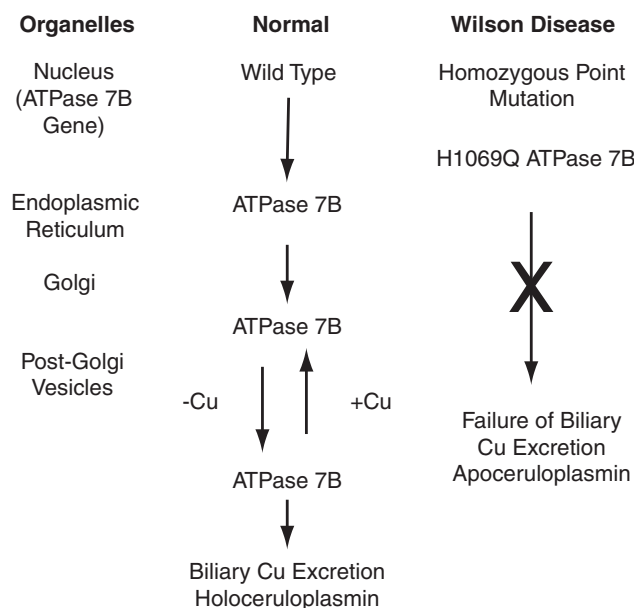 Organelles
Normal
Wilson Disease
Nucleus
(ATPase 7B
Gene)
Wild Type
Homozygous Point
Mutation
H1069Q ATPase 7B
Endoplasmic
Reticulum
ATPase 7B
Golgi
ATPase 7B
Post-Golgi
Vesicles
-Cu
+Cu
ATPase 7B
Biliary Cu Excretion
Holoceruloplasmin
X
Failure of Biliary
Cu Excretion
Apoceruloplasmin